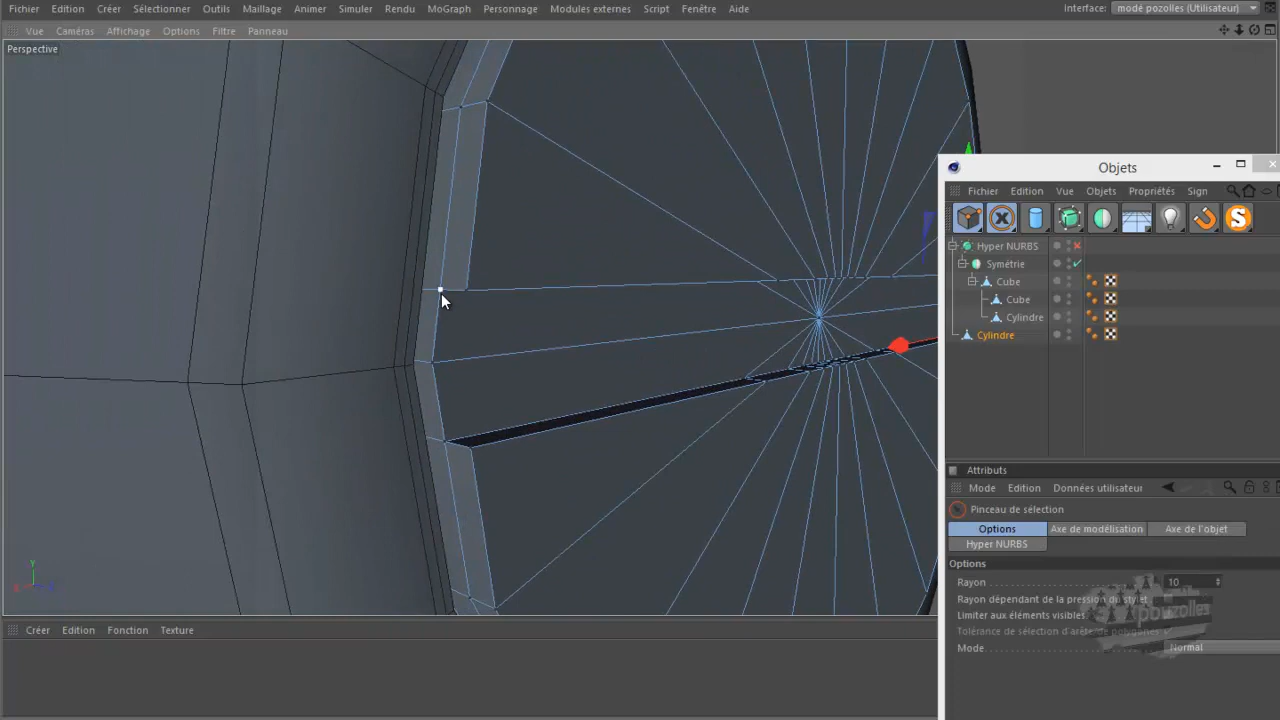 Fichier Edition Créer Sélectionner Outils Maillage Animer Simuler Rendu MoGraph Personnage Modules externes Script Fenêtre Aide Interface: modé pozolles (Utilisateur)
Vue Caméras Affichage Options Filtre Panneau
Perspective
Objets
Fichier Edition Vue Objets Propriétés Sign
S
Hyper NURBS
Symétrie
Cube
Cube
Cylindre
Cylindre
Attributs
Mode Edition Données utilisateur
Pinceau de sélection
Options Axe de modélisation Axe de l'objet
Hyper NURBS
Options
Rayon 10
Rayon dépendant de la pression du stylet
Limiter aux éléments visibles
Tolérance de sélection d'arête/de polygones
Mode Normal
pouzolles
Y
X
Créer Edition Fonction Texture